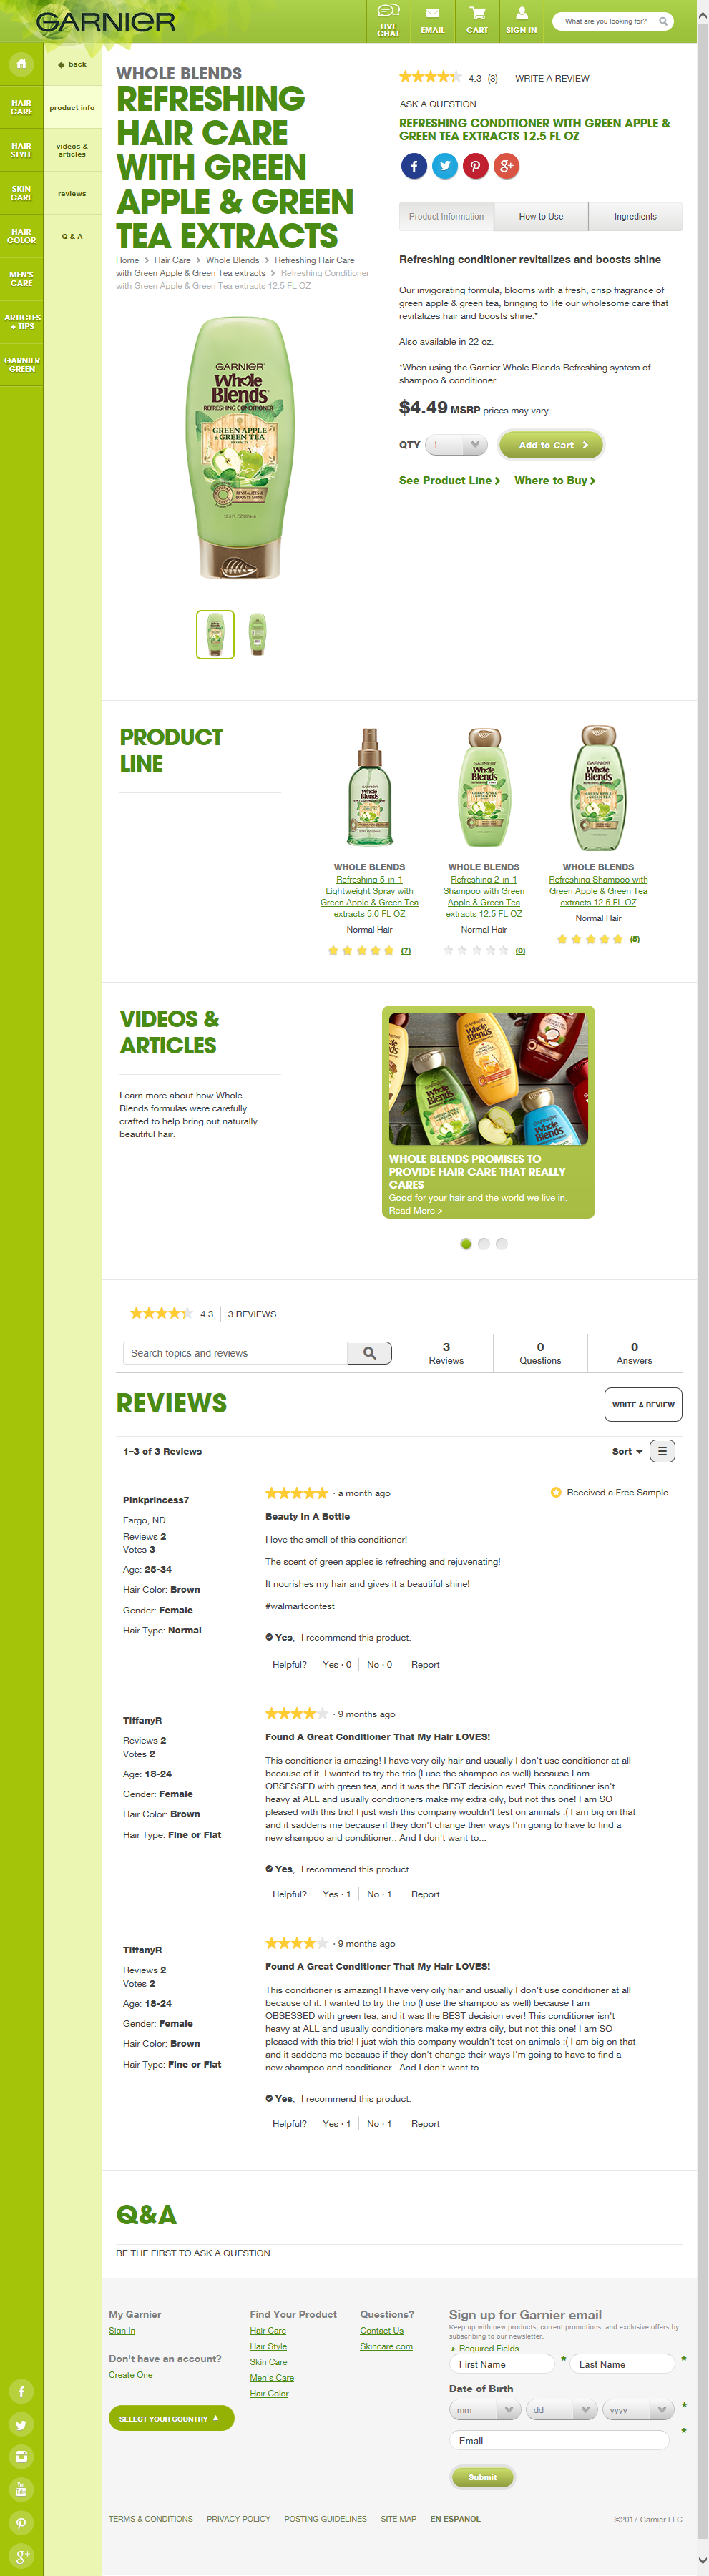 GARNIER
LIVE CHAT
EMAIL
CART
SIGN IN
What are you looking for?
HAIR CARE
HAIR STYLE
SKIN CARE
HAIR COLOR
MEN'S CARE
ARTICLES + TIPS
GARNIER GREEN
back
product info
videos & articles
reviews
Q & A
WHOLE BLENDS
REFRESHING
HAIR CARE
WITH GREEN
APPLE & GREEN
TEA EXTRACTS
Home > Hair Care > Whole Blends > Refreshing Hair Care
with Green Apple & Green Tea extracts > Refreshing Conditioner
with Green Apple & Green Tea extracts 12.5 FL OZ
GARNIER
Whole
Blends
REFRESHING CONDITIONER
GREEN APPLE
& GREEN TEA
EXTRACTS
REVITALIZES &
BOOSTS SHINE
4.3 (3) WRITE A REVIEW
ASK A QUESTION
REFRESHING CONDITIONER WITH GREEN APPLE &
GREEN TEA EXTRACTS 12.5 FL OZ
Product Information
How to Use
Ingredients
Refreshing conditioner revitalizes and boosts shine
Our invigorating formula, blooms with a fresh, crisp fragrance of
green apple & green tea, bringing to life our wholesome care that
revitalizes hair and boosts shine.*
Also available in 22 oz.
*When using the Garnier Whole Blends Refreshing system of
shampoo & conditioner
$4.49 MSRP prices may vary
QTY 1 Add to Cart >
See Product Line > Where to Buy >
PRODUCT
LINE
WHOLE BLENDS
Refreshing 5-in-1
Lightweight Spray with
Green Apple & Green Tea
extracts 5.0 FL OZ
Normal Hair
(7)
WHOLE BLENDS
Refreshing 2-in-1
Shampoo with Green
Apple & Green Tea
extracts 12.5 FL OZ
Normal Hair
(0)
WHOLE BLENDS
Refreshing Shampoo with
Green Apple & Green Tea
extracts 12.5 FL OZ
Normal Hair
(5)
VIDEOS &
ARTICLES
Learn more about how Whole
Blends formulas were carefully
crafted to help bring out naturally
beautiful hair.
WHOLE BLENDS PROMISES TO
PROVIDE HAIR CARE THAT REALLY
CARES
Good for your hair and the world we live in.
Read More >
4.3 3 REVIEWS
Search topics and reviews
3
Reviews
0
Questions
0
Answers
REVIEWS
WRITE A REVIEW
1–3 of 3 Reviews
Sort
Pinkprincess7
Fargo, ND
Reviews 2
Votes 3
Age: 25-34
Hair Color: Brown
Gender: Female
Hair Type: Normal
· a month ago
Received a Free Sample
Beauty In A Bottle
I love the smell of this conditioner!
The scent of green apples is refreshing and rejuvenating!
It nourishes my hair and gives it a beautiful shine!
#walmartcontest
Yes, I recommend this product.
Helpful? Yes · 0 No · 0 Report
TiffanyR
Reviews 2
Votes 2
Age: 18-24
Gender: Female
Hair Color: Brown
Hair Type: Fine or Flat
· 9 months ago
Found A Great Conditioner That My Hair LOVES!
This conditioner is amazing! I have very oily hair and usually I don't use conditioner at all
because of it. I wanted to try the trio (I use the shampoo as well) because I am
OBSESSED with green tea, and it was the BEST decision ever! This conditioner isn't
heavy at ALL and usually conditioners make my extra oily, but not this one! I am SO
pleased with this trio! I just wish this company wouldn't test on animals :( I am big on that
and it saddens me because if they don't change their ways I'm going to have to find a
new shampoo and conditioner.. And I don't want to...
Yes, I recommend this product.
Helpful? Yes · 1 No · 1 Report
TiffanyR
Reviews 2
Votes 2
Age: 18-24
Gender: Female
Hair Color: Brown
Hair Type: Fine or Flat
· 9 months ago
Found A Great Conditioner That My Hair LOVES!
This conditioner is amazing! I have very oily hair and usually I don't use conditioner at all
because of it. I wanted to try the trio (I use the shampoo as well) because I am
OBSESSED with green tea, and it was the BEST decision ever! This conditioner isn't
heavy at ALL and usually conditioners make my extra oily, but not this one! I am SO
pleased with this trio! I just wish this company wouldn't test on animals :( I am big on that
and it saddens me because if they don't change their ways I'm going to have to find a
new shampoo and conditioner.. And I don't want to...
Yes, I recommend this product.
Helpful? Yes · 1 No · 1 Report
Q&A
BE THE FIRST TO ASK A QUESTION
My Garnier
Sign In
Don't have an account?
Create One
SELECT YOUR COUNTRY
Find Your Product
Hair Care
Hair Style
Skin Care
Men's Care
Hair Color
Questions?
Contact Us
Skincare.com
Sign up for Garnier email
Keep up with new products, current promotions, and exclusive offers by
subscribing to our newsletter.
* Required Fields
First Name * Last Name *
Date of Birth
mm dd yyyy *
Email *
Submit
TERMS & CONDITIONS PRIVACY POLICY POSTING GUIDELINES SITE MAP EN ESPANOL ©2017 Garnier LLC